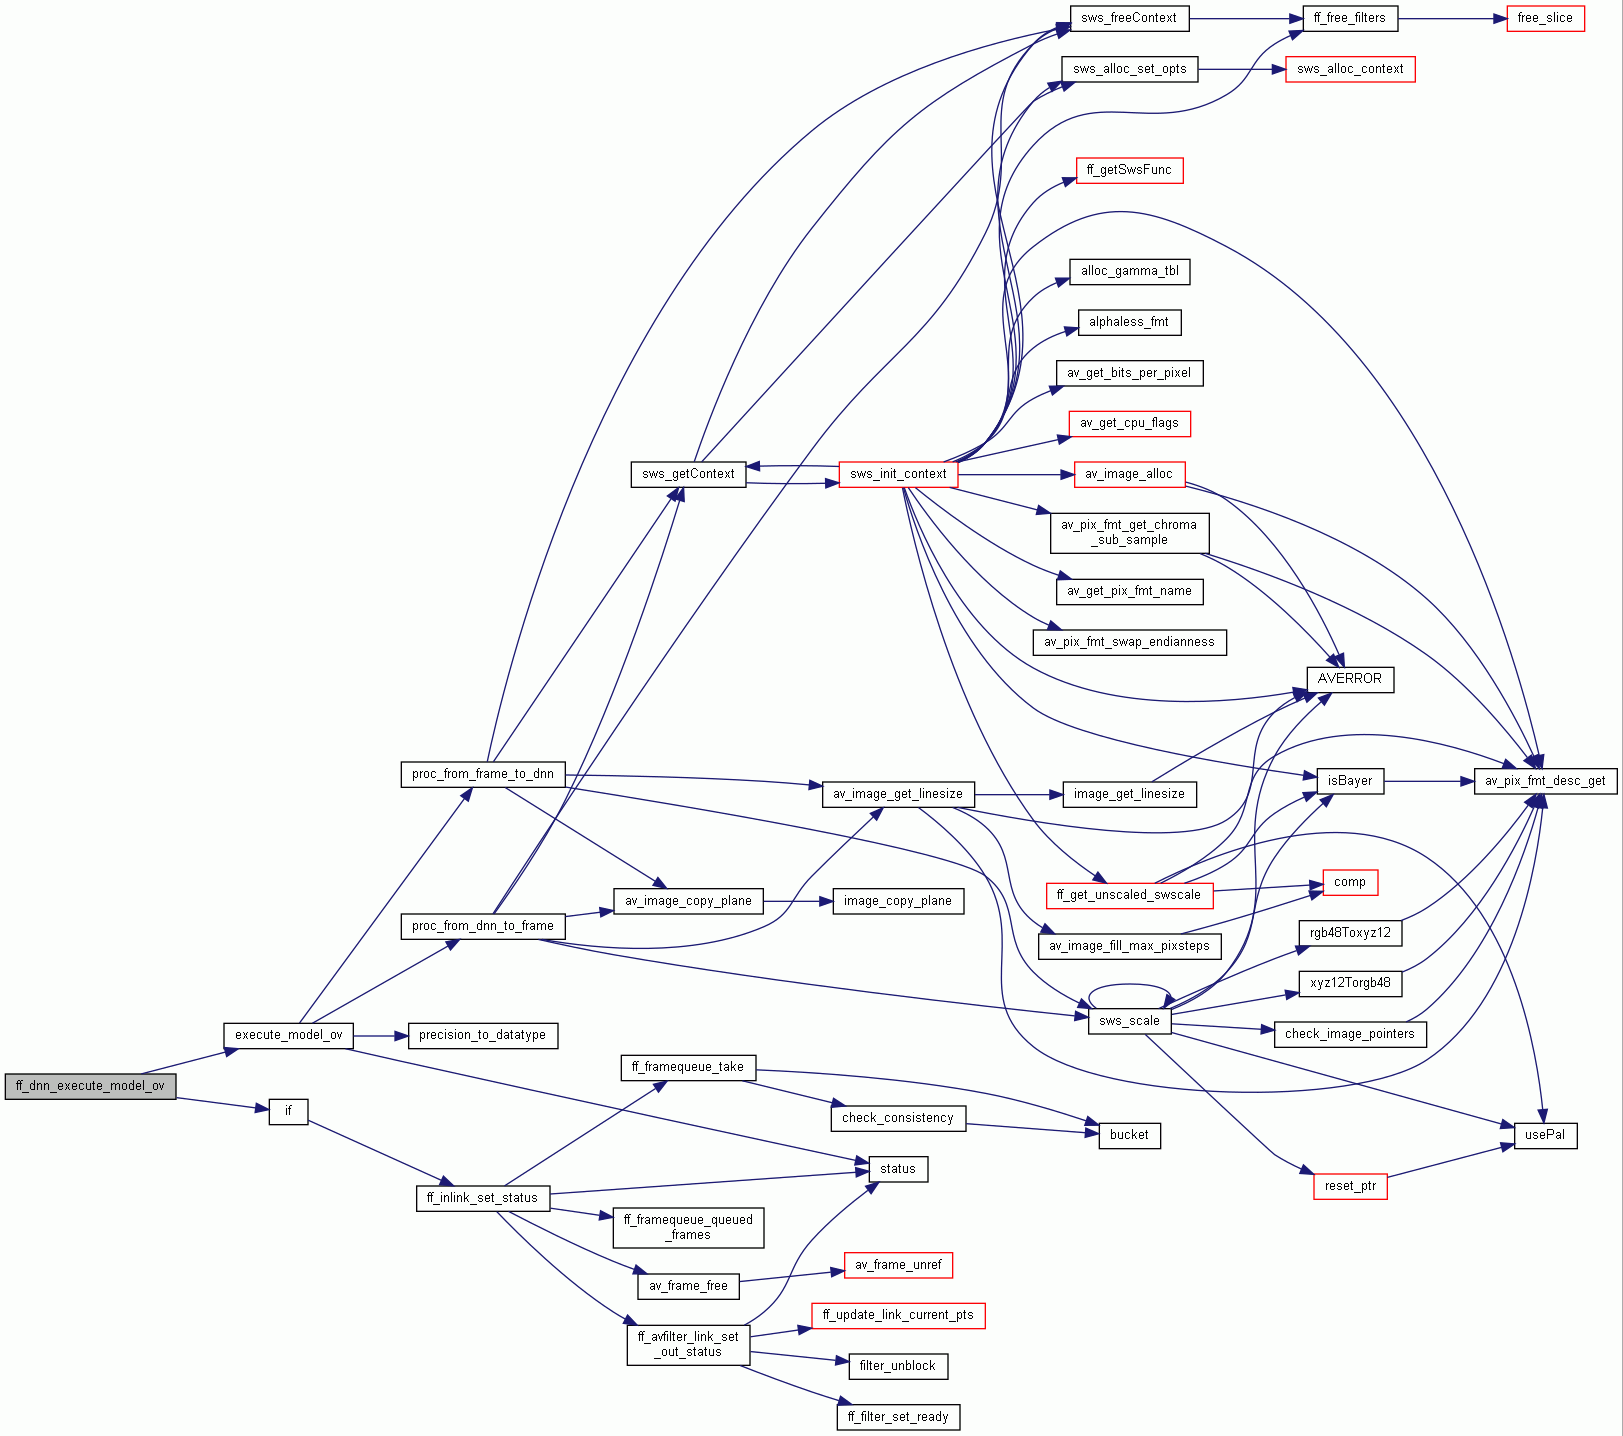 sws_freeContext
ff_free_filters
free_slice
sws_alloc_set_opts
sws_alloc_context
ff_getSwsFunc
alloc_gamma_tbl
alphaless_fmt
av_get_bits_per_pixel
av_get_cpu_flags
sws_getContext
sws_init_context
av_image_alloc
av_pix_fmt_get_chroma
_sub_sample
av_get_pix_fmt_name
av_pix_fmt_swap_endianness
AVERROR
proc_from_frame_to_dnn
av_image_get_linesize
image_get_linesize
isBayer
av_pix_fmt_desc_get
ff_get_unscaled_swscale
comp
av_image_copy_plane
image_copy_plane
proc_from_dnn_to_frame
av_image_fill_max_pixsteps
rgb48Toxyz12
xyz12Torgb48
sws_scale
check_image_pointers
execute_model_ov
precision_to_datatype
ff_dnn_execute_model_ov
if
ff_framequeue_take
check_consistency
bucket
usePal
status
reset_ptr
ff_inlink_set_status
ff_framequeue_queued
_frames
av_frame_free
av_frame_unref
ff_update_link_current_pts
ff_avfilter_link_set
_out_status
filter_unblock
ff_filter_set_ready